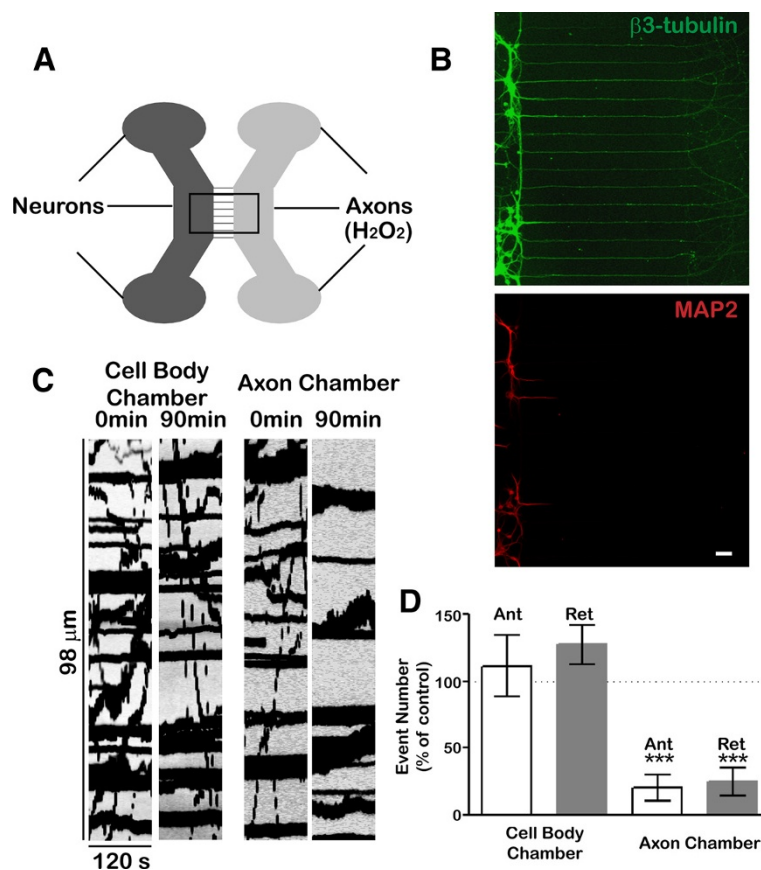 A
Neurons
Axons
(H₂O₂)
B
β3-tubulin
MAP2
C
Cell Body
Chamber
Axon Chamber
0min 90min
0min 90min
98 μm
120 s
D
Event Number
(% of control)
150
100
50
0
Ant
Ret
Ant
***
Ret
***
Cell Body
Chamber
Axon Chamber